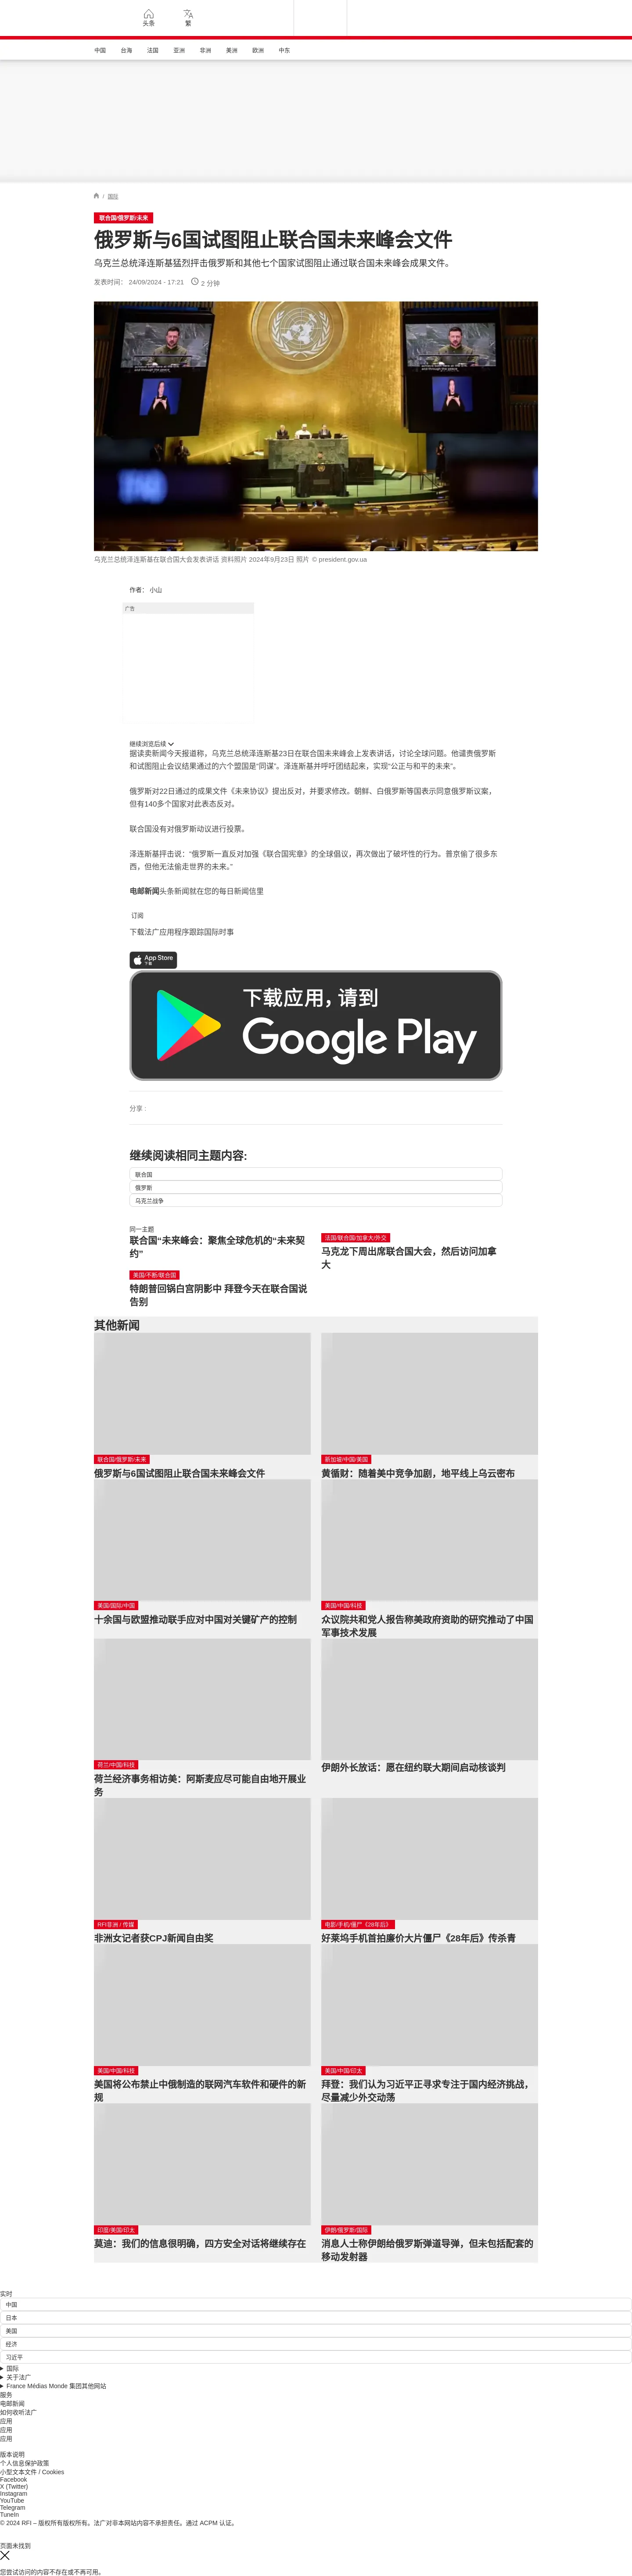 头条
繁
中国
台海
法国
亚洲
非洲
美洲
欧洲
中东
/ 国际
联合国/俄罗斯/未来
俄罗斯与6国试图阻止联合国未来峰会文件
乌克兰总统泽连斯基猛烈抨击俄罗斯和其他七个国家试图阻止通过联合国未来峰会成果文件。
发表时间： 24/09/2024 - 17:21
2 分钟
乌克兰总统泽连斯基在联合国大会发表讲话 资料照片 2024年9月23日 照片 © president.gov.ua
作者： 小山
广告
继续浏览后续
据读卖新闻今天报道称，乌克兰总统泽连斯基23日在联合国未来峰会上发表讲话，讨论全球问题。他谴责俄罗斯
和试图阻止会议结果通过的六个盟国是“同谋”。泽连斯基并呼吁团结起来，实现“公正与和平的未来”。
俄罗斯对22日通过的成果文件《未来协议》提出反对，并要求修改。朝鲜、白俄罗斯等国表示同意俄罗斯议案，
但有140多个国家对此表态反对。
联合国没有对俄罗斯动议进行投票。
泽连斯基抨击说：“俄罗斯一直反对加强《联合国宪章》的全球倡议，再次做出了破坏性的行为。普京偷了很多东
西，但他无法偷走世界的未来。”
电邮新闻头条新闻就在您的每日新闻信里
订阅
下载法广应用程序跟踪国际时事
App Store
下载
下载应用，请到
Google Play
分享 :
继续阅读相同主题内容:
联合国
俄罗斯
乌克兰战争
同一主题
联合国“未来峰会：聚焦全球危机的“未来契
约”
法国/联合国/加拿大/外交
马克龙下周出席联合国大会，然后访问加拿
大
美国/不断/联合国
特朗普回锅白宫阴影中 拜登今天在联合国说
告别
其他新闻
联合国/俄罗斯/未来
俄罗斯与6国试图阻止联合国未来峰会文件
新加坡/中国/美国
黄循财：随着美中竞争加剧，地平线上乌云密布
美国/国际/中国
十余国与欧盟推动联手应对中国对关键矿产的控制
美国/中国/科技
众议院共和党人报告称美政府资助的研究推动了中国
军事技术发展
荷兰/中国/科技
荷兰经济事务相访美：阿斯麦应尽可能自由地开展业
务
伊朗外长放话：愿在纽约联大期间启动核谈判
RFI非洲 / 传媒
非洲女记者获CPJ新闻自由奖
电影/手机/僵尸《28年后》
好莱坞手机首拍廉价大片僵尸《28年后》传杀青
美国/中国/科技
美国将公布禁止中俄制造的联网汽车软件和硬件的新
规
美国/中国/印太
拜登：我们认为习近平正寻求专注于国内经济挑战，
尽量减少外交动荡
印度/美国/印太
莫迪：我们的信息很明确，四方安全对话将继续存在
伊朗/俄罗斯/国际
消息人士称伊朗给俄罗斯弹道导弹，但未包括配套的
移动发射器
实时
中国
日本
美国
经济
习近平
国际
关于法广
France Médias Monde 集团其他网站
服务
电邮新闻
如何收听法广
应用
应用
应用
版本说明
个人信息保护政策
小型文本文件 / Cookies
Facebook
X (Twitter)
Instagram
YouTube
Telegram
TuneIn
© 2024 RFI – 版权所有版权所有。法广对非本网站内容不承担责任。通过 ACPM 认证。
页面未找到
您尝试访问的内容不存在或不再可用。